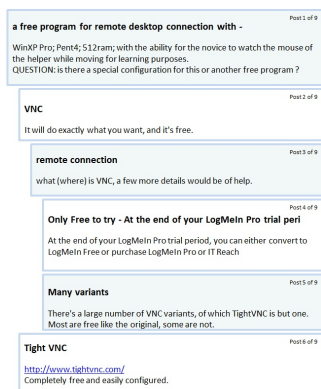 Post 1 of 9
a free program for remote desktop connection with -
WinXP Pro; Pent4; 512ram; with the ability for the novice to watch the mouse of
the helper while moving for learning purposes.
QUESTION: is there a special configuration for this or another free program ?
Post 2 of 9
VNC
It will do exactly what you want, and it's free.
Post 3 of 9
remote connection
what (where) is VNC, a few more details would be of help.
Post 4 of 9
Only Free to try - At the end of your LogMeIn Pro trial peri
At the end of your LogMeIn Pro trial period, you can either convert to
LogMeIn Free or purchase LogMeIn Pro or IT Reach
Post 5 of 9
Many variants
There's a large number of VNC variants, of which TightVNC is but one.
Most are free like the original, some are not.
Post 6 of 9
Tight VNC
http://www.tightvnc.com/
Completely free and easily configured.